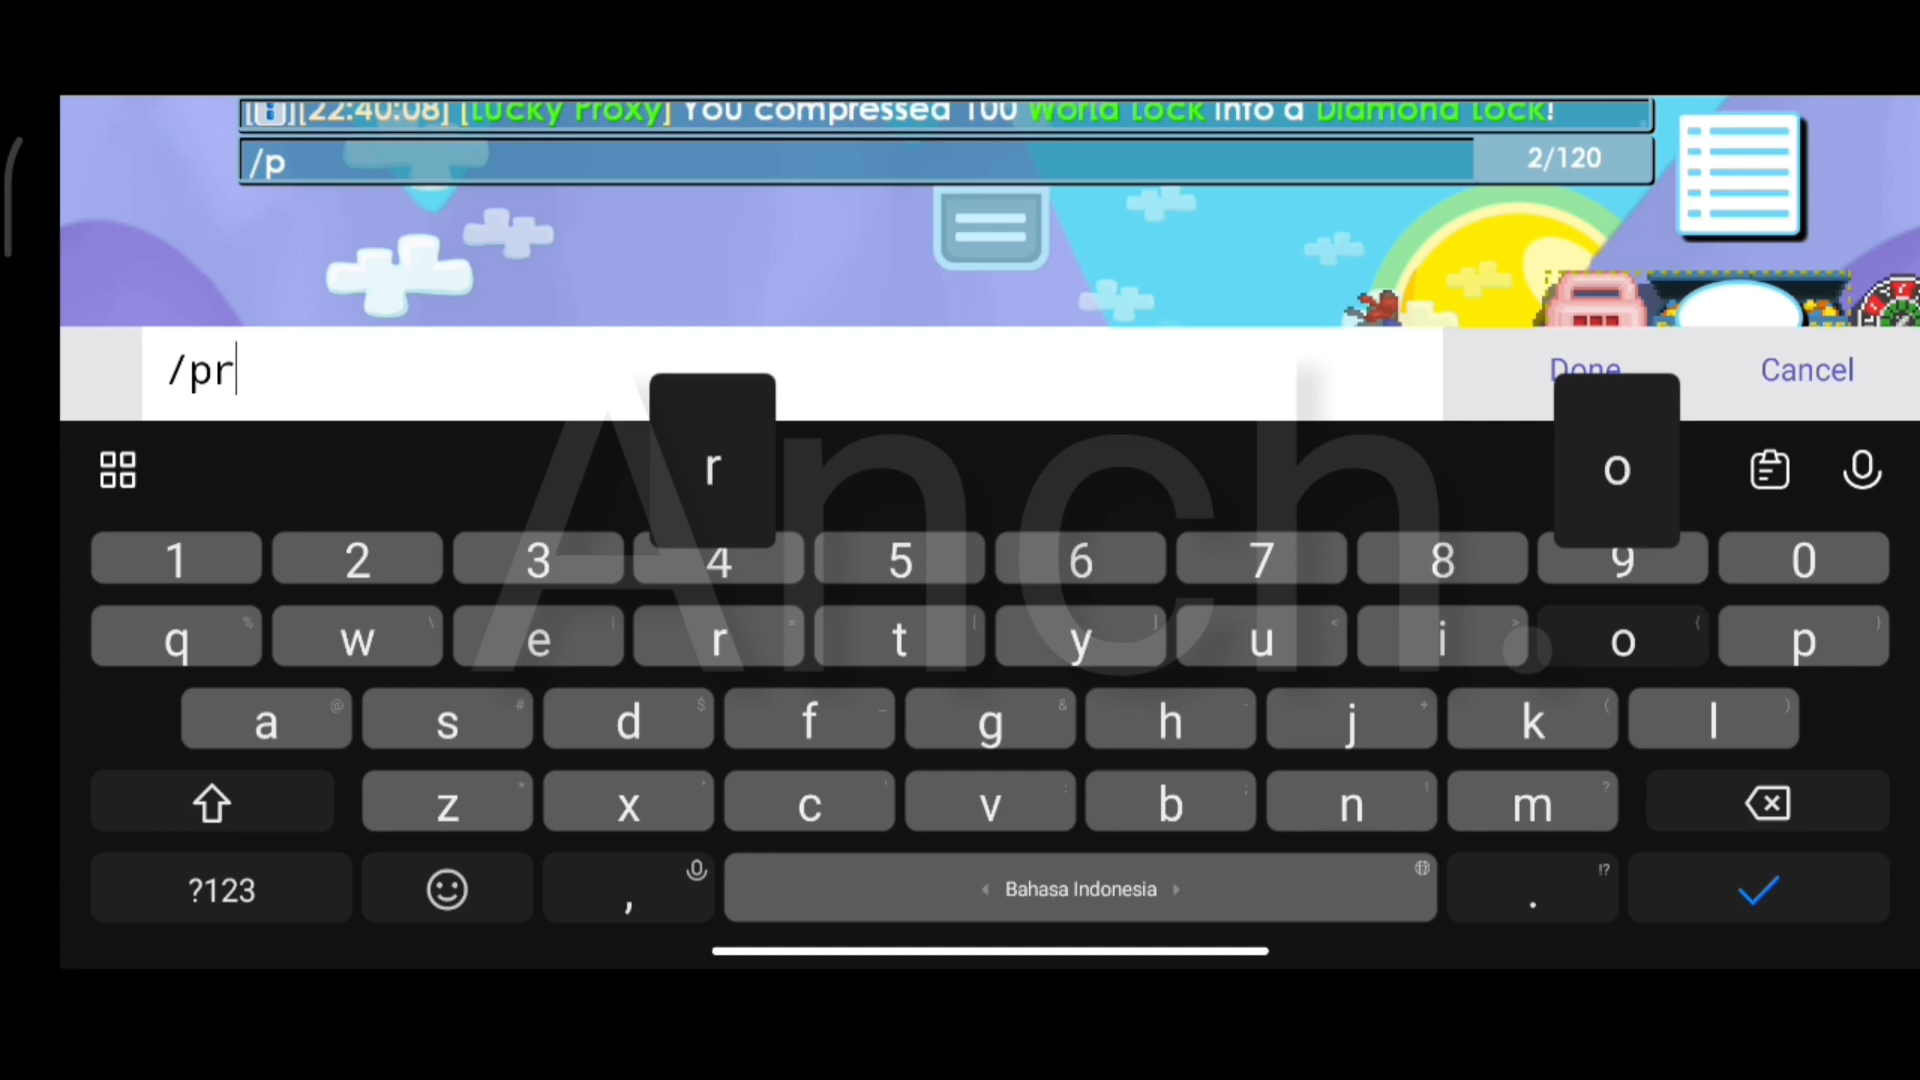 [22:40:08] [Lucky Proxy] You compressed 100 World Lock into a Diamond Lock!
/p 2/120
/pr Done Cancel
r o
1 2 3 4 5 6 7 8 9 0
q w e r t y u i o p
a s d f g h j k l
z x c v b n m
?123 , Bahasa Indonesia . !?
Anch.